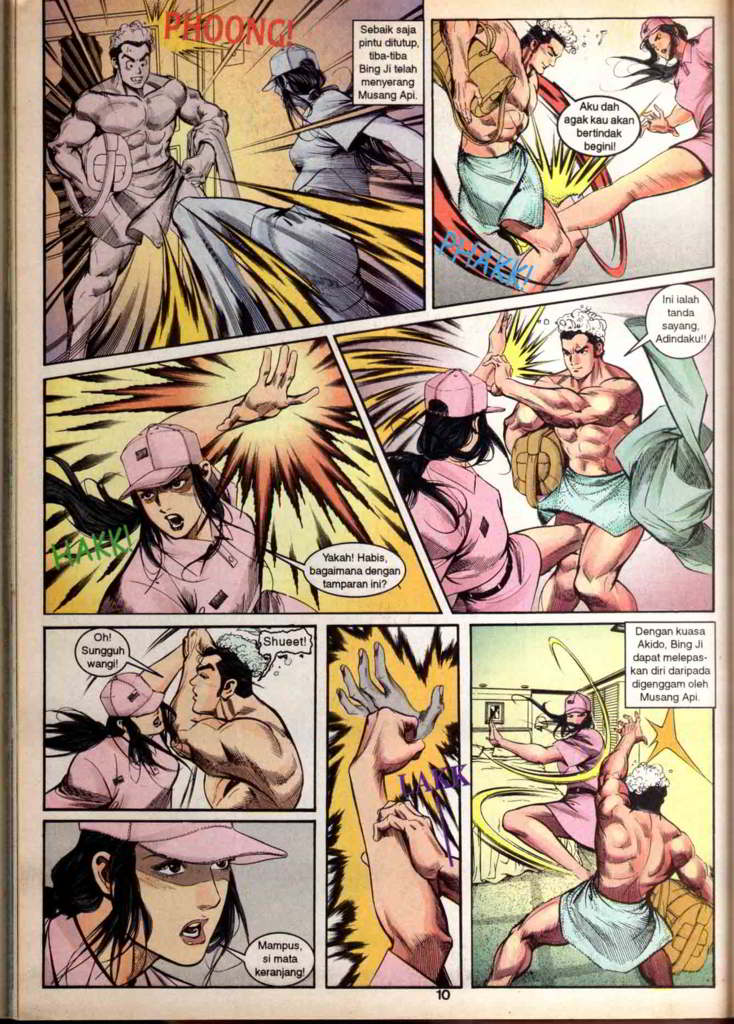 PHOONG!
Sebaik saja
pintu ditutup,
tiba-tiba
Bing Ji telah
menyerang
Musang Api.
Aku dah
agak kau akan
bertindak
begini!
PHAKK!
HAKK!
Yakah! Habis,
bagaimana dengan
tamparan ini?
Ini ialah
tanda
sayang,
Adindaku!!
Oh!
Sungguh
wangi!
Shueet!
Mampus,
si mata
keranjang!
LAKK
Dengan kuasa
Akido, Bing Ji
dapat melepas-
kan diri daripada
digenggam oleh
Musang Api.
10